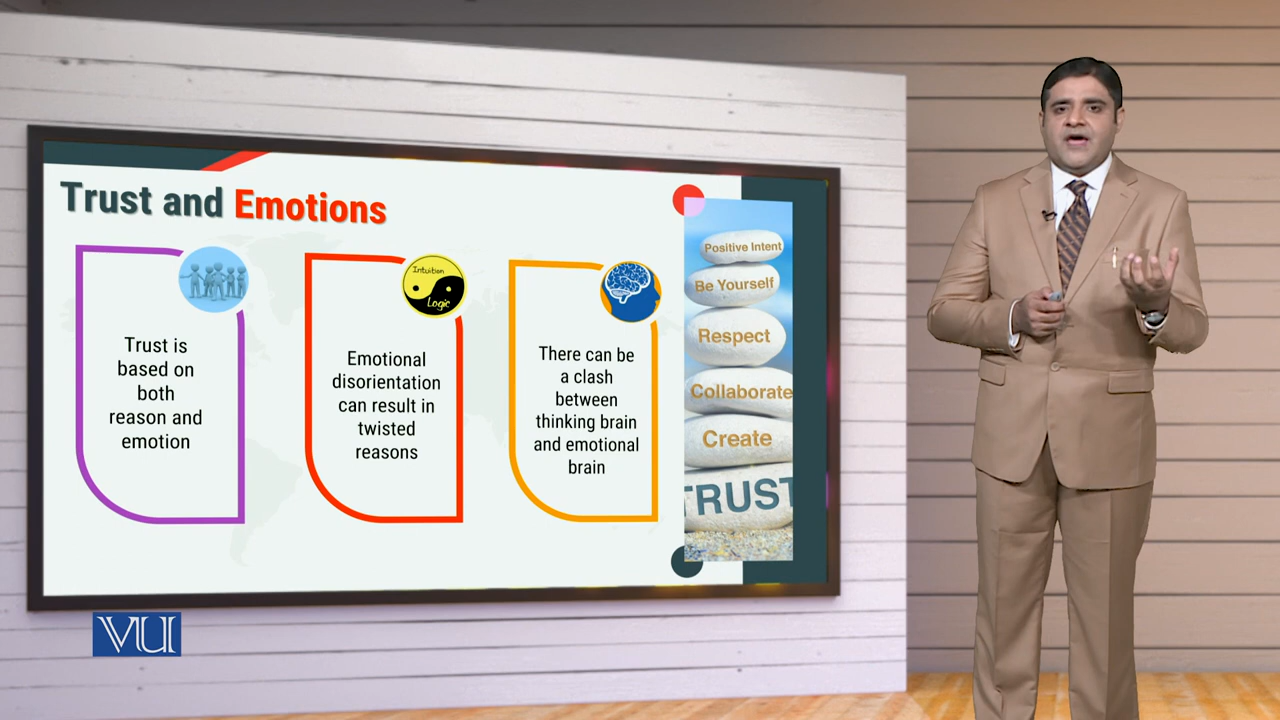 Trust and Emotions
Trust is
based on
both
reason and
emotion
Intuition
Logic
Emotional
disorientation
can result in
twisted
reasons
There can be
a clash
between
thinking brain
and emotional
brain
Positive Intent
Be Yourself
Respect
Collaborate
Create
TRUST
VU